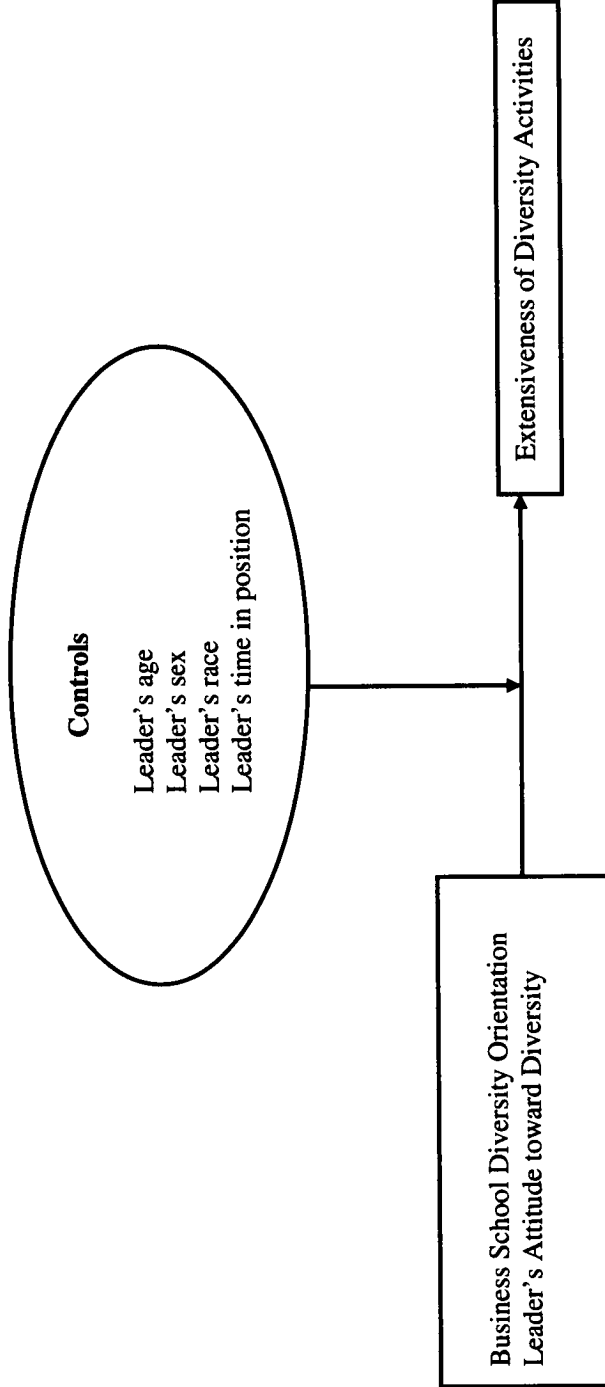 Controls
Leader's age
Leader's sex
Leader's race
Leader's time in position
Business School Diversity Orientation
Leader's Attitude toward Diversity
Extensiveness of Diversity Activities